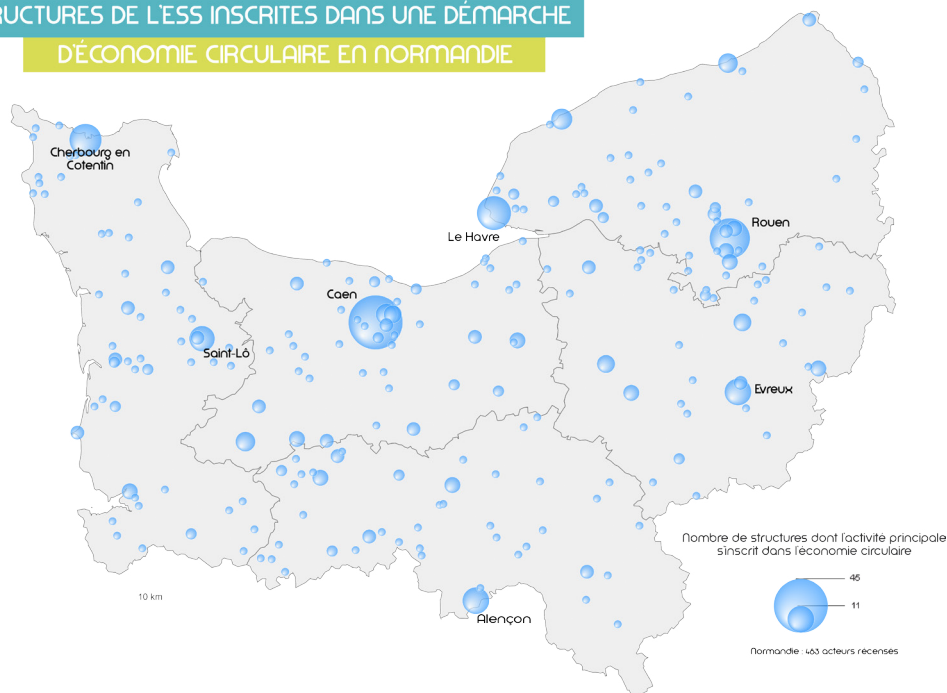 RUCTURES DE L'ESS INSCRITES DANS UNE DÉMARCHE
D'ÉCONOMIE CIRCULAIRE EN NORMANDIE
Cherbourg en
Cotentin
Le Havre
Rouen
Caen
Saint-Lô
Evreux
Alençon
10 km
Nombre de structures dont l'activité principale
s'inscrit dans l'économie circulaire
45
11
Normandie : 463 acteurs recensés